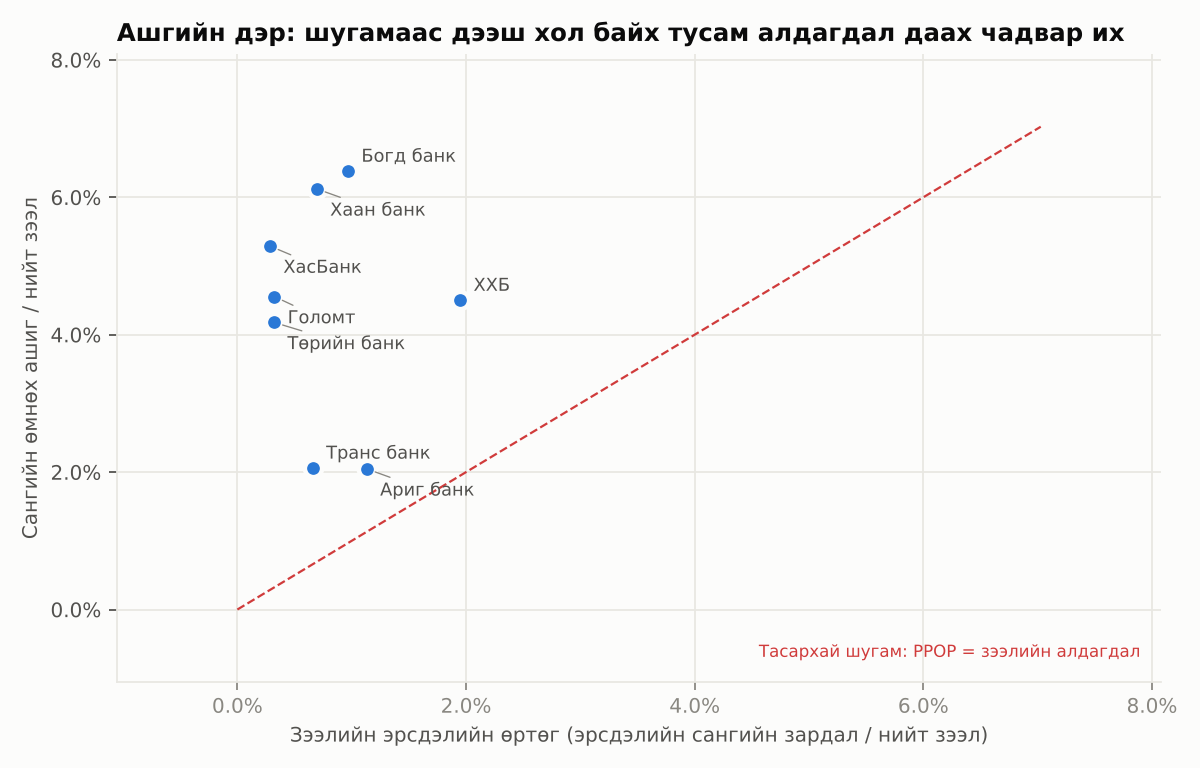 Ашгийн дэр: шугамаас дээш хол байх тусам алдагдал даах чадвар их
8.0%
6.0%
4.0%
2.0%
0.0%
Сангийн өмнөх ашиг / нийт зээл
Богд банк
Хаан банк
ХасБанк
ХХБ
Голомт
Төрийн банк
Транс банк
Ариг банк
Тасархай шугам: PPOP = зээлийн алдагдал
0.0%
2.0%
4.0%
6.0%
8.0%
Зээлийн эрсдэлийн өртөг (эрсдэлийн сангийн зардал / нийт зээл)